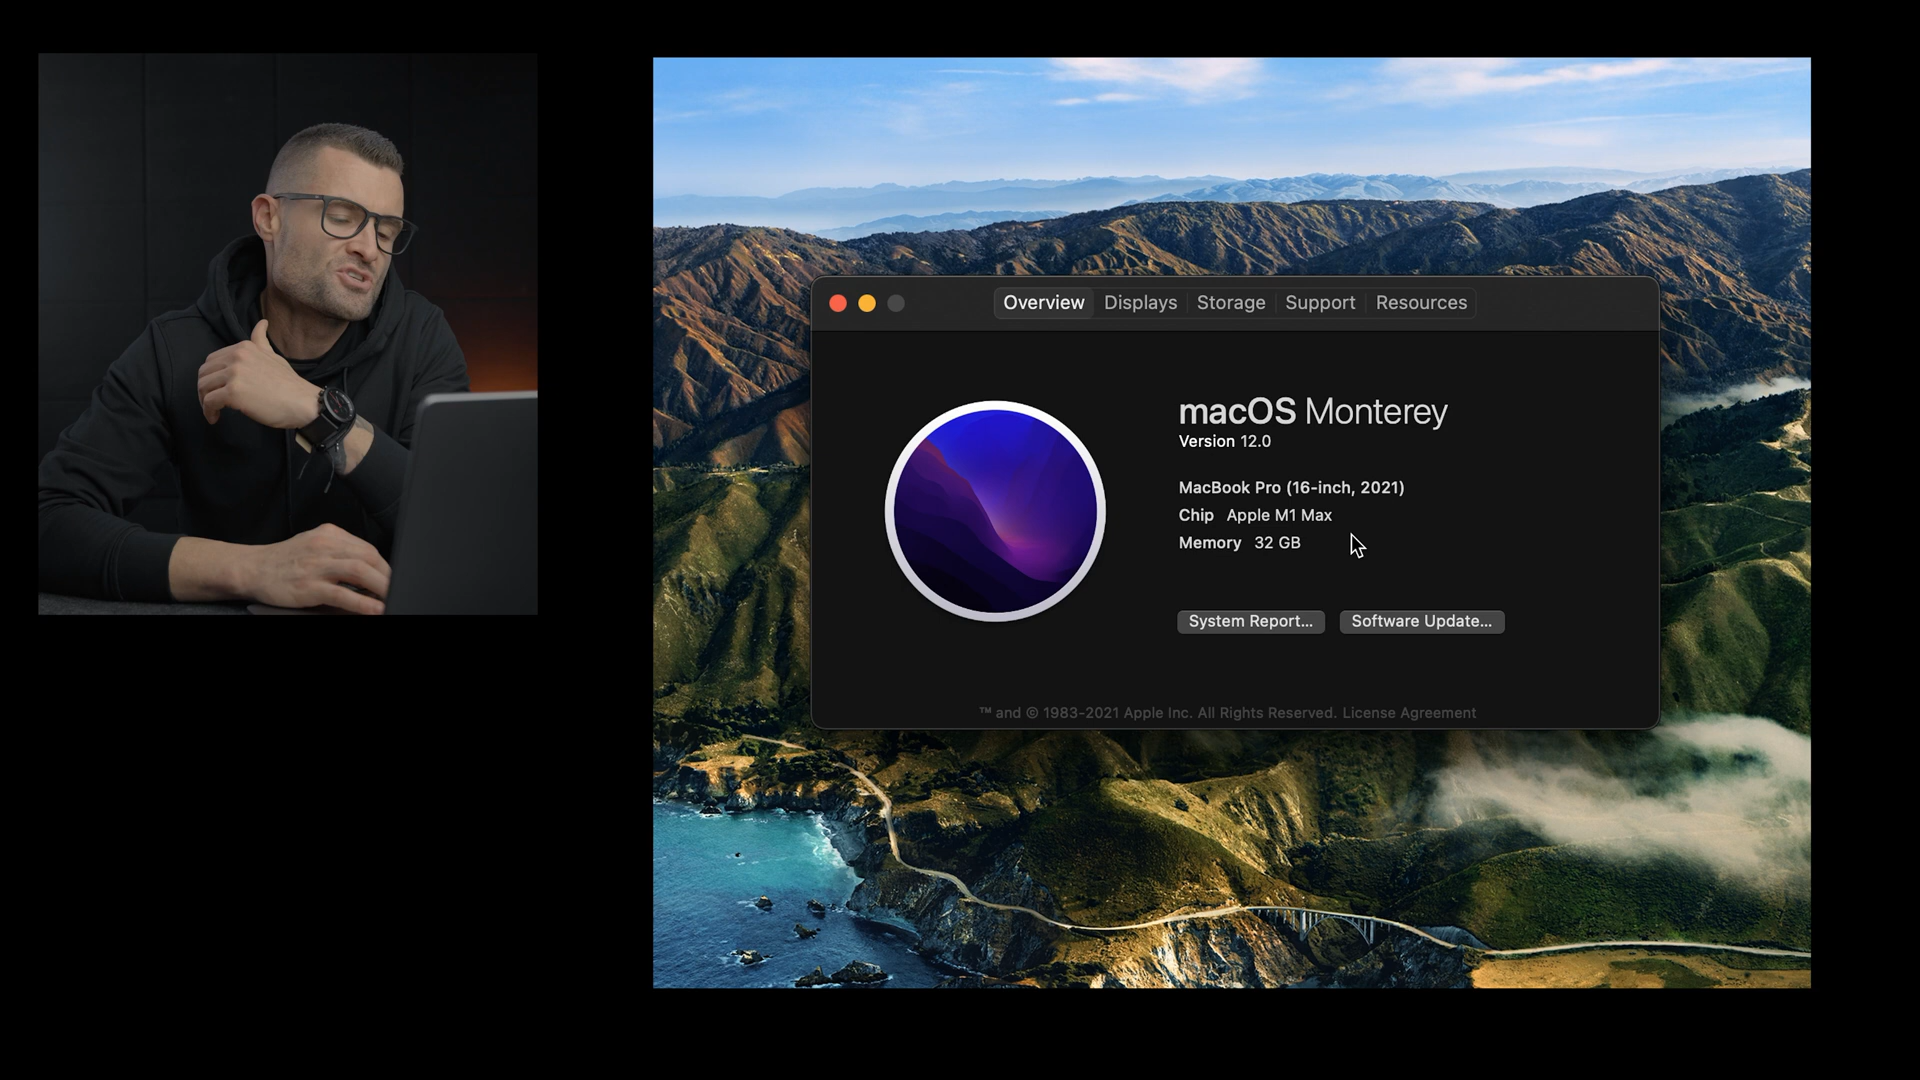 Overview Displays Storage Support Resources
macOS Monterey
Version 12.0
MacBook Pro (16-inch, 2021)
Chip Apple M1 Max
Memory 32 GB
System Report... Software Update...
™ and © 1983-2021 Apple Inc. All Rights Reserved. License Agreement